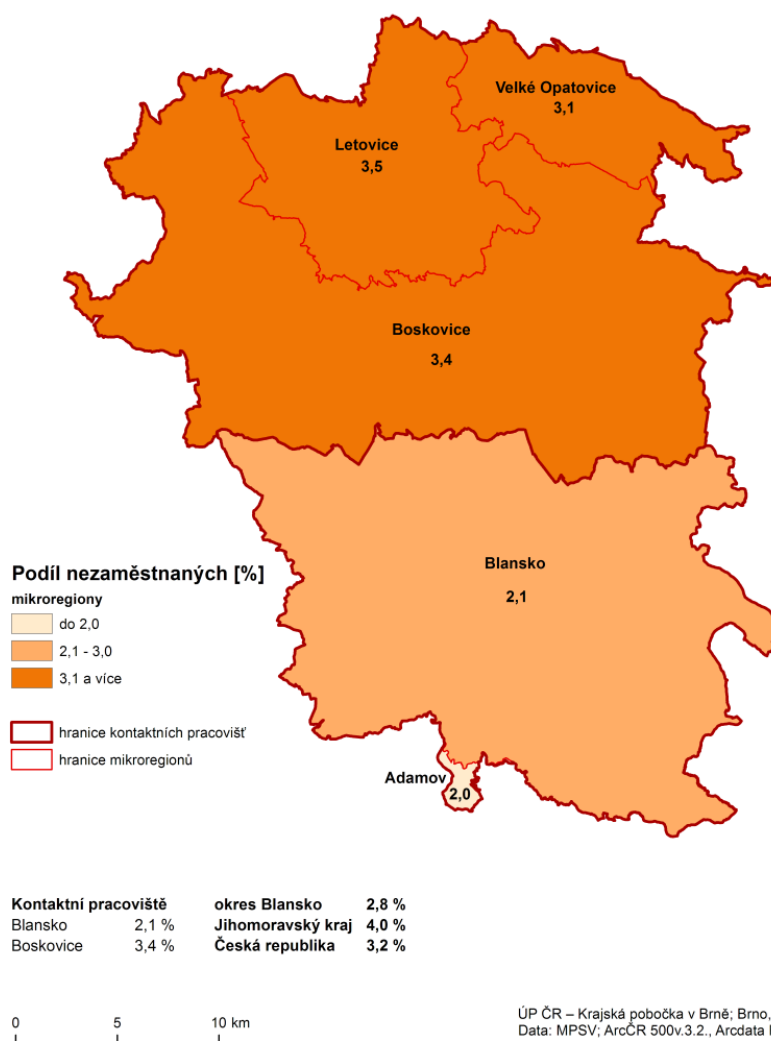 Velké Opatovice
3,1
Letovice
3,5
Boskovice
3,4
Blansko
2,1
Podíl nezaměstnaných [%]
mikroregiony
do 2,0
2,1 - 3,0
3,1 a více
hranice kontaktních pracovišť
hranice mikroregionů
Adamov
2,0
Kontaktní pracoviště okres Blansko 2,8 %
Blansko 2,1 % Jihomoravský kraj 4,0 %
Boskovice 3,4 % Česká republika 3,2 %
0 5 10 km
ÚP ČR – Krajská pobočka v Brně; Brno,
Data: MPSV; ArcČR 500v.3.2., Arcdata